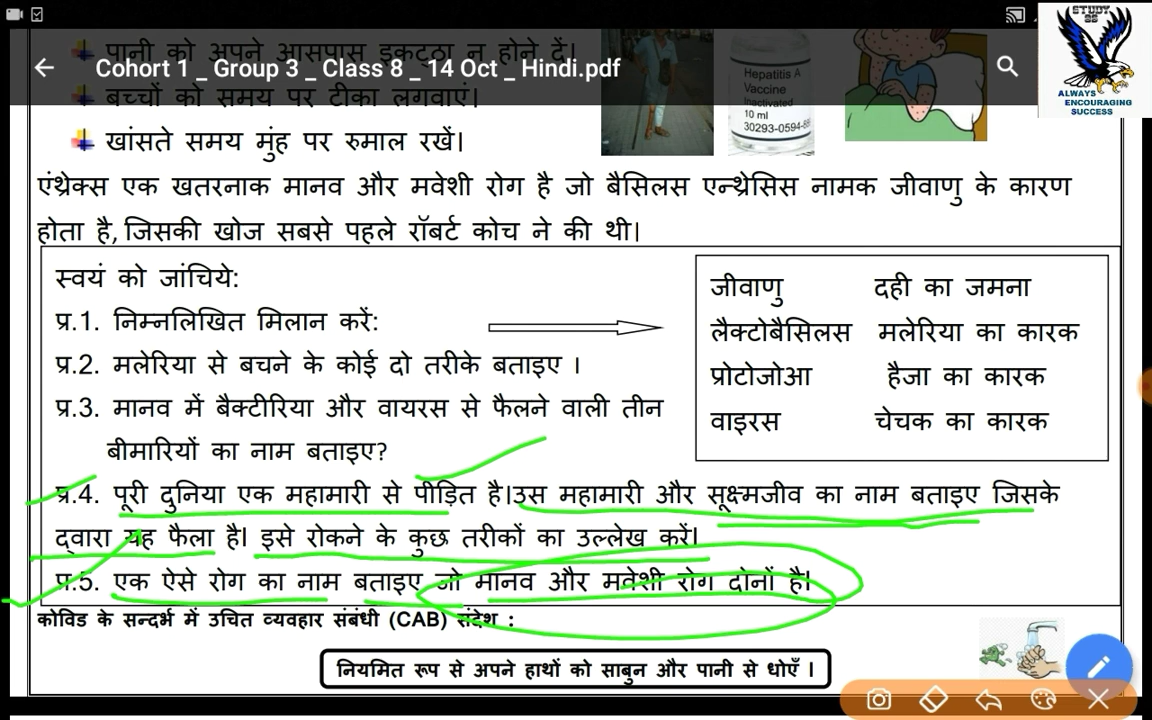 STUDY
पानी को अपने आसपास इकट्ठा न होने दें।
Cohort 1 _ Group 3 _ Class 8 _ 14 Oct _ Hindi.pdf
बच्चों को समय पर टीका लगवाएं।
ALWAYS
ENCOURAGING
SUCCESS
Hepatitis A
Vaccine
Inactivated
10 ml
30293-0594-
खांसते समय मुंह पर रुमाल रखें।
एंथ्रेक्स एक खतरनाक मानव और मवेशी रोग है जो बैसिलस एन्थ्रेसिस नामक जीवाणु के कारण
होता है, जिसकी खोज सबसे पहले रॉबर्ट कोच ने की थी।
स्वयं को जांचिये:
प्र.1. निम्नलिखित मिलान करें:
प्र.2. मलेरिया से बचने के कोई दो तरीके बताइए ।
प्र.3. मानव में बैक्टीरिया और वायरस से फैलने वाली तीन
बीमारियों का नाम बताइए?
जीवाणु दही का जमना
लैक्टोबैसिलस मलेरिया का कारक
प्रोटोजोआ हैजा का कारक
वाइरस चेचक का कारक
प्र.4. पूरी दुनिया एक महामारी से पीड़ित है।उस महामारी और सूक्ष्मजीव का नाम बताइए जिसके
द्वारा यह फैला है। इसे रोकने के कुछ तरीकों का उल्लेख करें।
प्र.5. एक ऐसे रोग का नाम बताइए जो मानव और मवेशी रोग दोनों है।
कोविड के सन्दर्भ में उचित व्यवहार संबंधी (CAB) संदेश :
नियमित रूप से अपने हाथों को साबुन और पानी से धोएँ ।